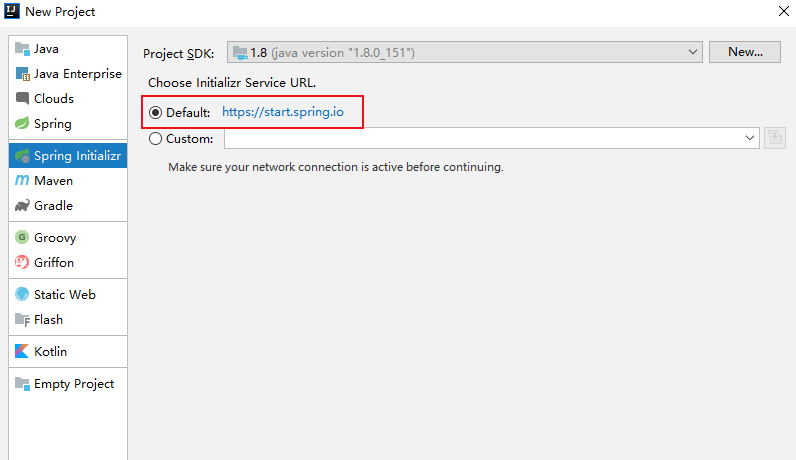 New Project
Java
Java Enterprise
Clouds
Spring
Spring Initializr
Maven
Gradle
Groovy
Griffon
Static Web
Flash
Kotlin
Empty Project
Project SDK: 1.8 (java version "1.8.0_151") New...
Choose Initializr Service URL.
Default: https://start.spring.io
Custom:
Make sure your network connection is active before continuing.